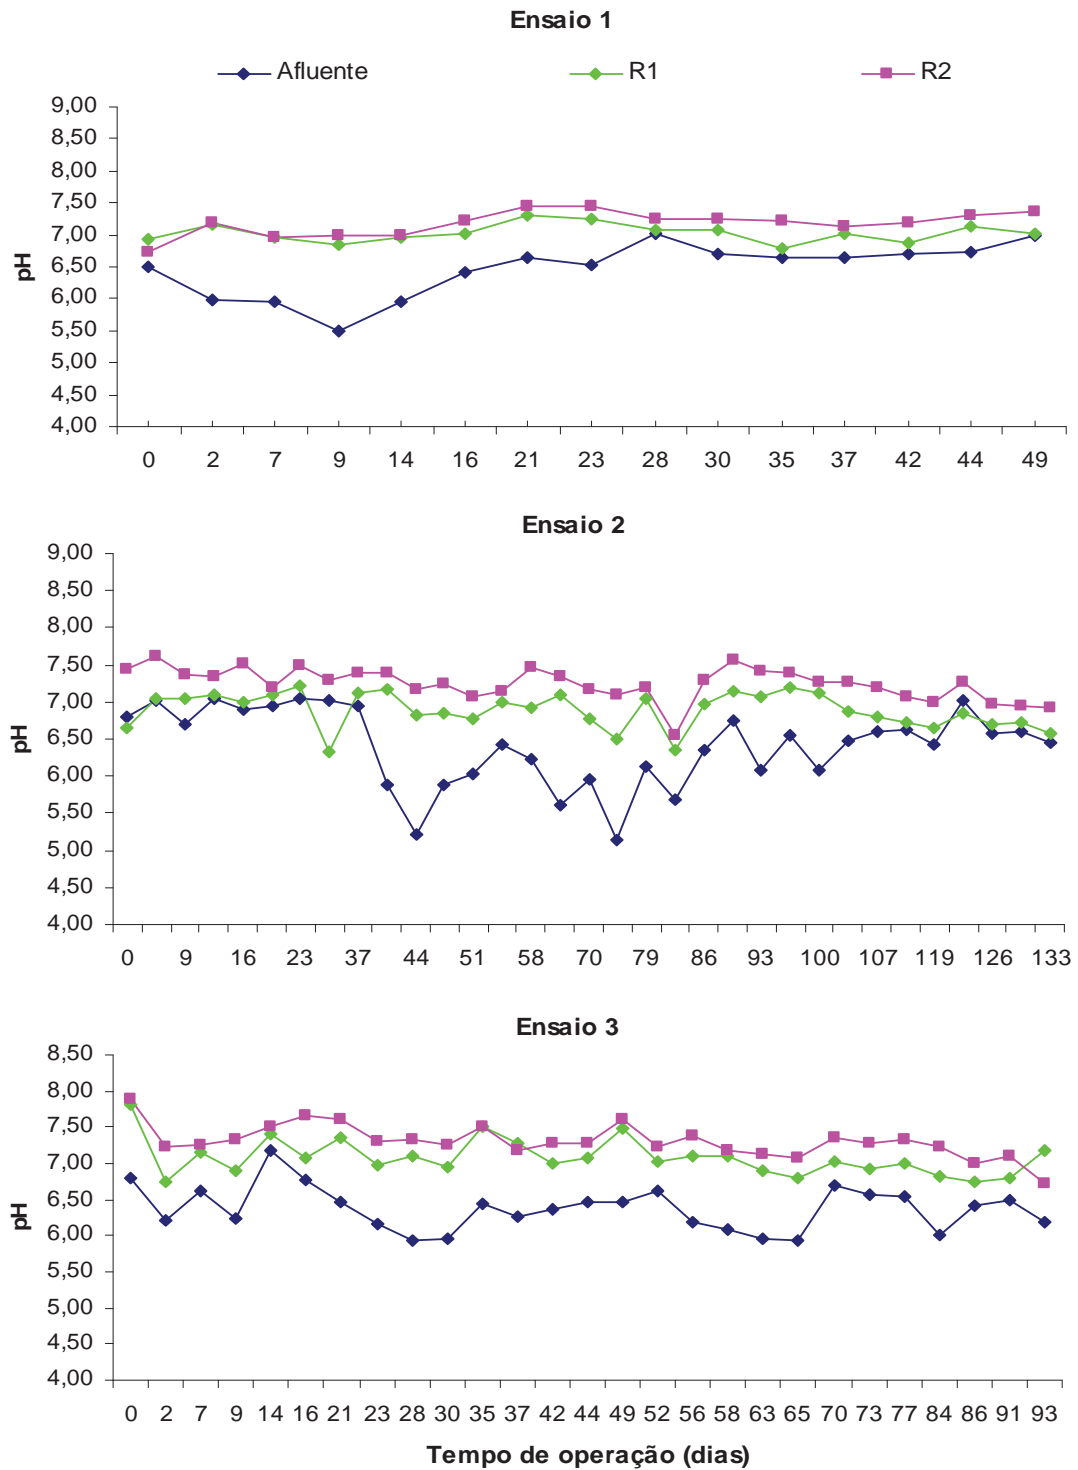 Ensaio 1
Afluente R1 R2
9,00
8,50
8,00
7,50
7,00
6,50
6,00
5,50
5,00
4,50
4,00
pH
0 2 7 9 14 16 21 23 28 30 35 37 42 44 49
Ensaio 2
9,00
8,50
8,00
7,50
7,00
6,50
6,00
5,50
5,00
4,50
4,00
pH
0 9 16 23 37 44 51 58 70 79 86 93 100 107 119 126 133
Ensaio 3
8,50
8,00
7,50
7,00
6,50
6,00
5,50
5,00
4,50
4,00
pH
0 2 7 9 14 16 21 23 28 30 35 37 42 44 49 52 56 58 63 65 70 73 77 84 86 91 93
Tempo de operação (dias)